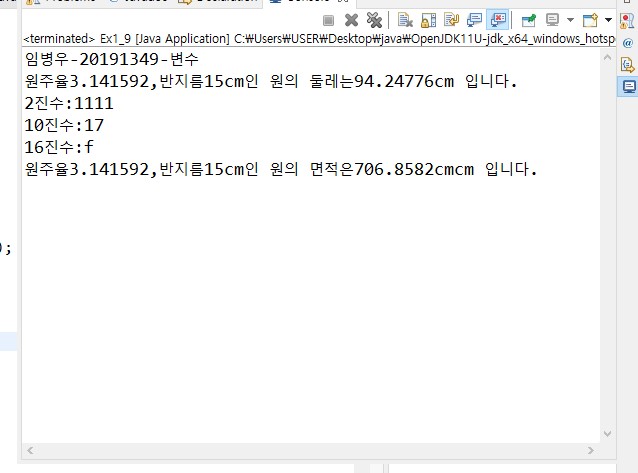 <terminated> Ex1_9 [Java Application] C:₩Users₩USER₩Desktop₩java₩OpenJDK11U-jdk_x64_windows_hotsp
임병우-20191349-변수
원주율3.141592,반지름15cm인 원의 둘레는94.24776cm 입니다.
2진수:1111
10진수:17
16진수:f
원주율3.141592,반지름15cm인 원의 면적은706.8582cmcm 입니다.
);